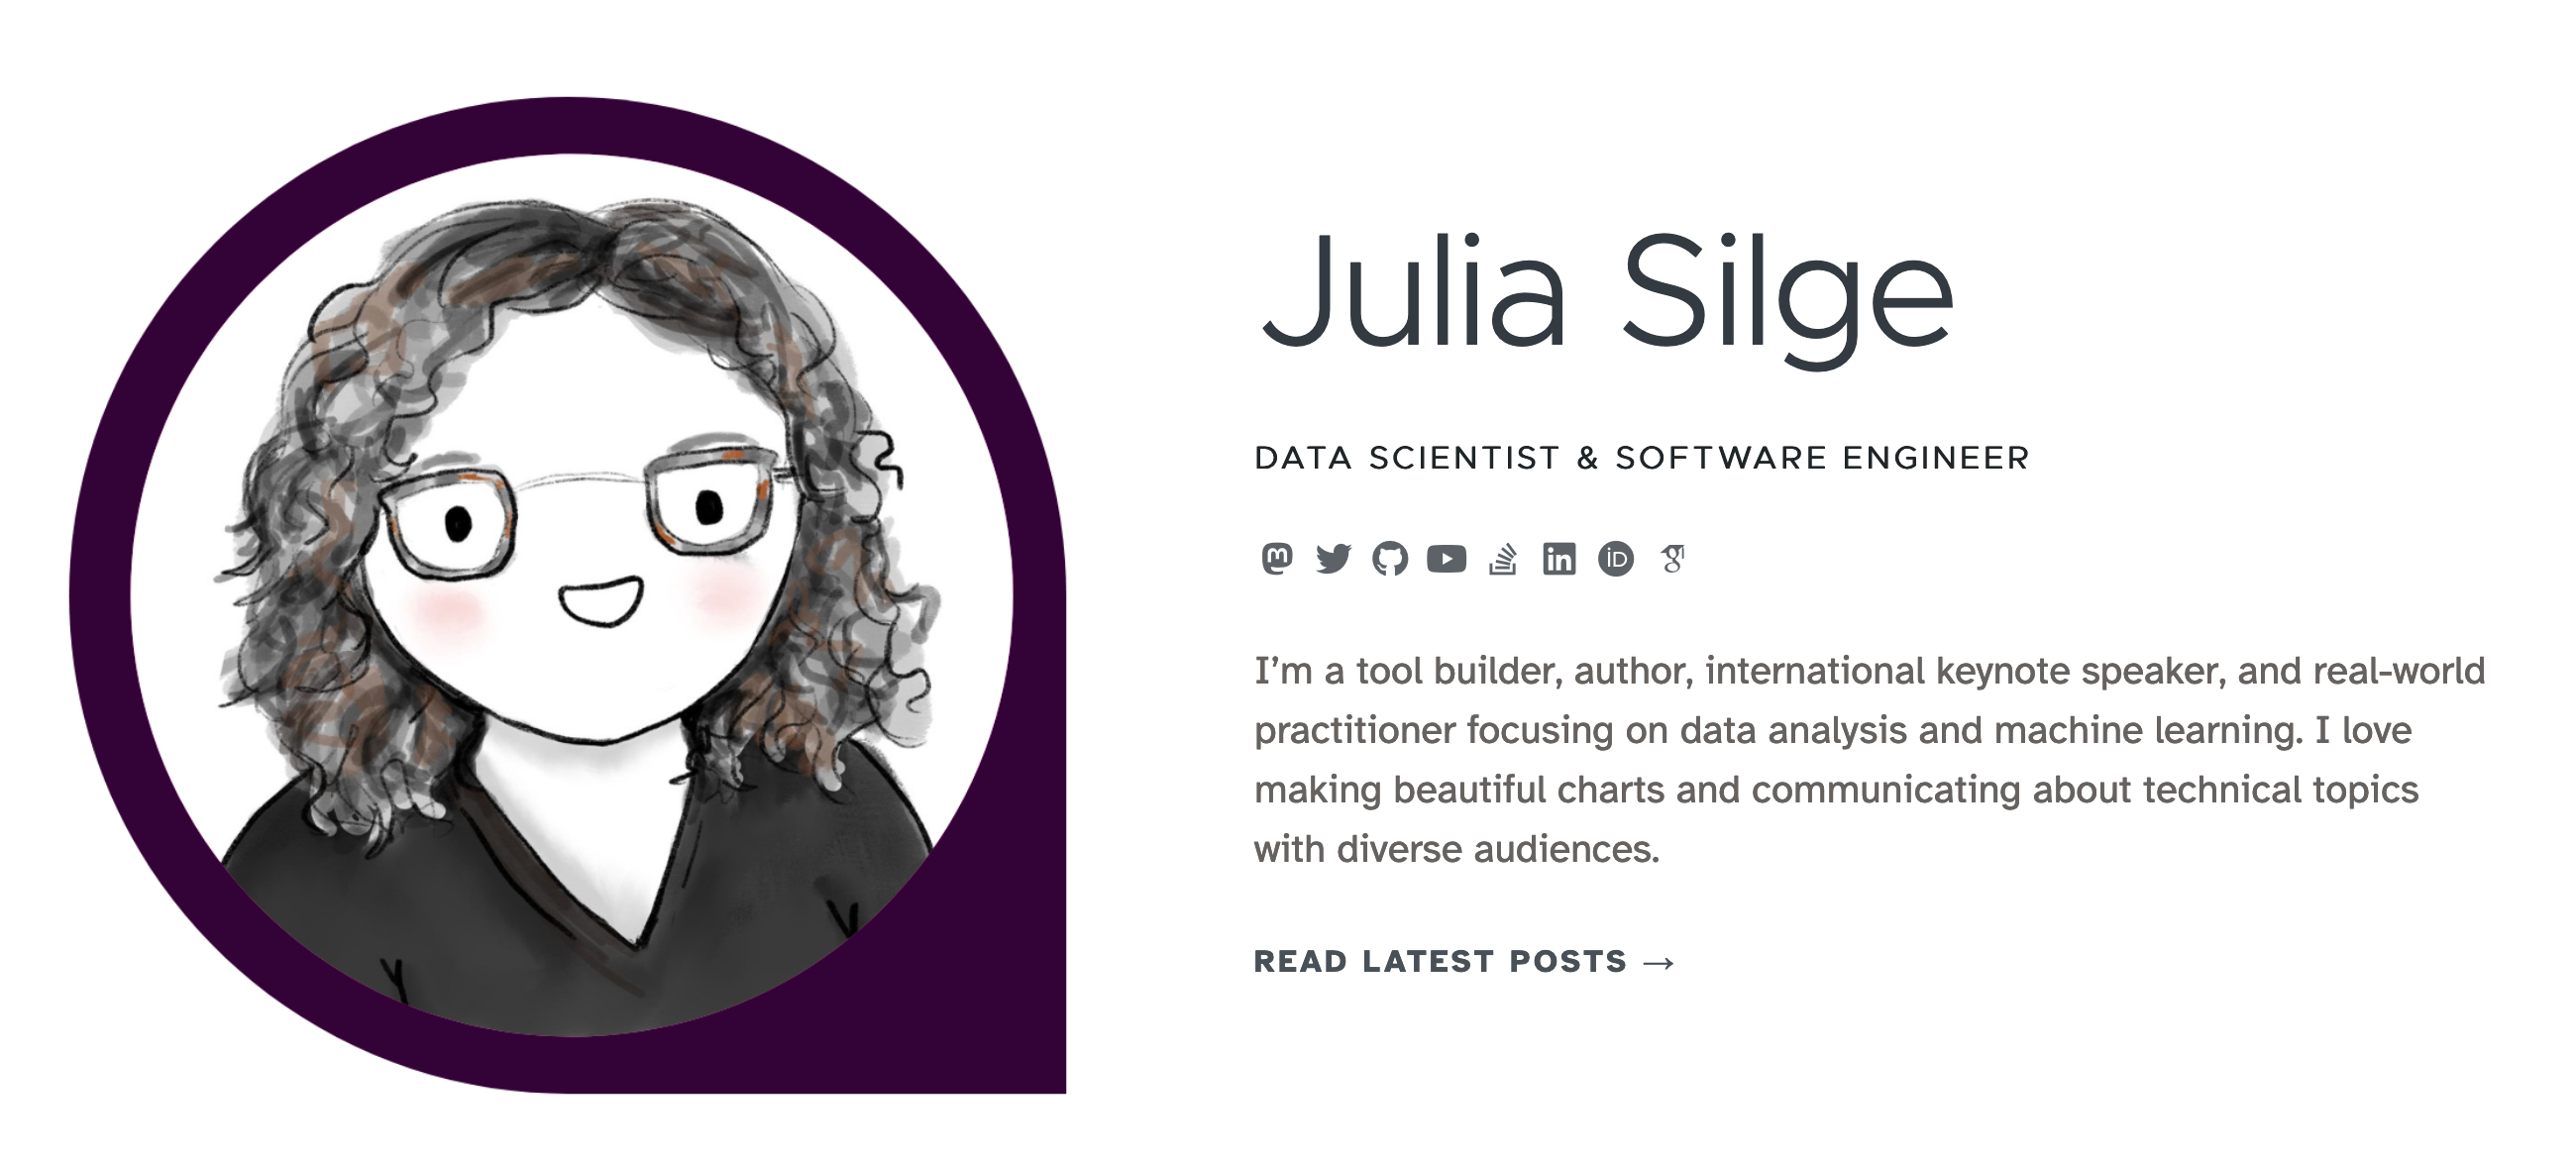 Julia Silge
DATA SCIENTIST & SOFTWARE ENGINEER
I’m a tool builder, author, international keynote speaker, and real-world
practitioner focusing on data analysis and machine learning. I love
making beautiful charts and communicating about technical topics
with diverse audiences.
READ LATEST POSTS →